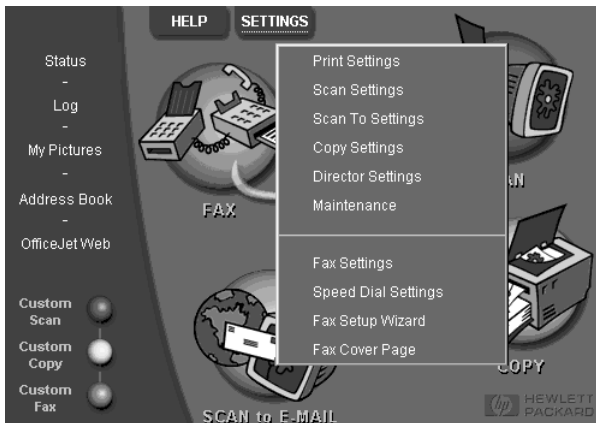 HELP
SETTINGS
Status
-
Log
-
My Pictures
-
Address Book
-
OfficeJet Web
Custom
Scan
Custom
Copy
Custom
Fax
Print Settings
Scan Settings
Scan To Settings
Copy Settings
Director Settings
Maintenance
Fax Settings
Speed Dial Settings
Fax Setup Wizard
Fax Cover Page
FAX
AN
SCAN to E-MAIL
COPY
hp
HEWLETT
PACKARD